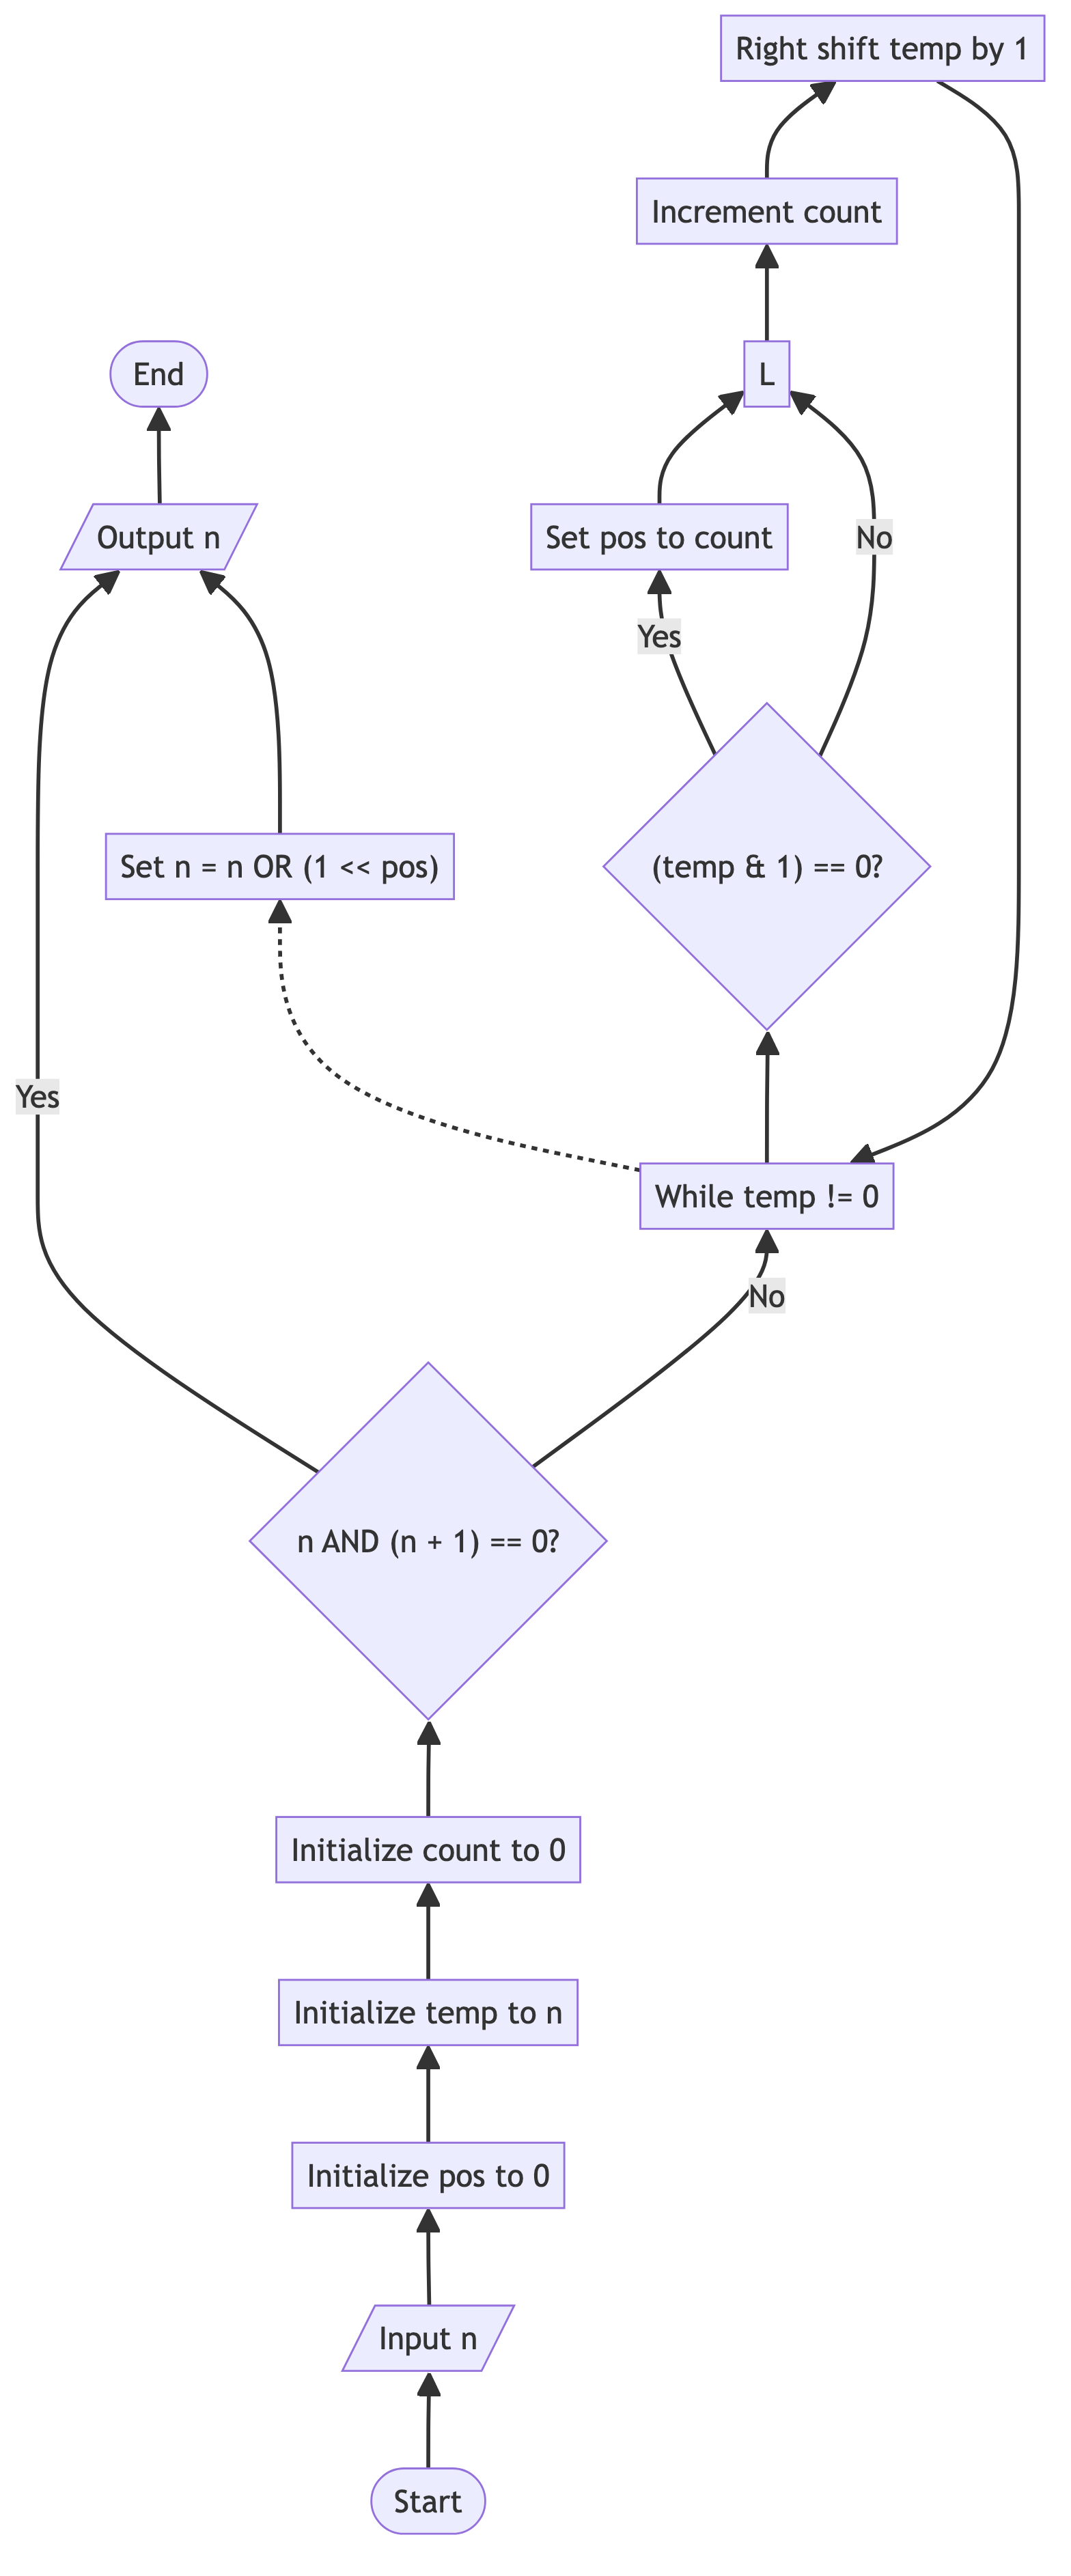 Right shift temp by 1
Increment count
End
L
Output n
Set pos to count
No
Yes
Set n = n OR (1 << pos)
(temp & 1) == 0?
Yes
While temp != 0
No
n AND (n + 1) == 0?
Initialize count to 0
Initialize temp to n
Initialize pos to 0
Input n
Start